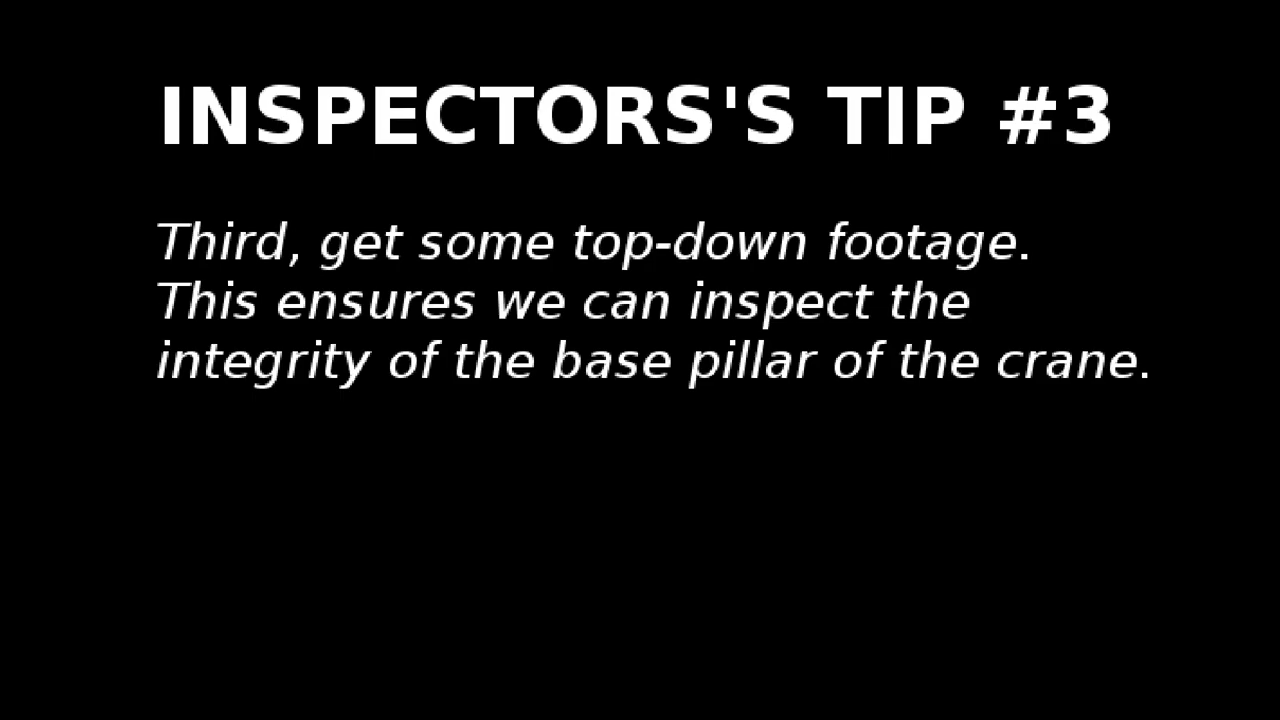 INSPECTORS'S TIP #3
Third, get some top-down footage.
This ensures we can inspect the
integrity of the base pillar of the crane.